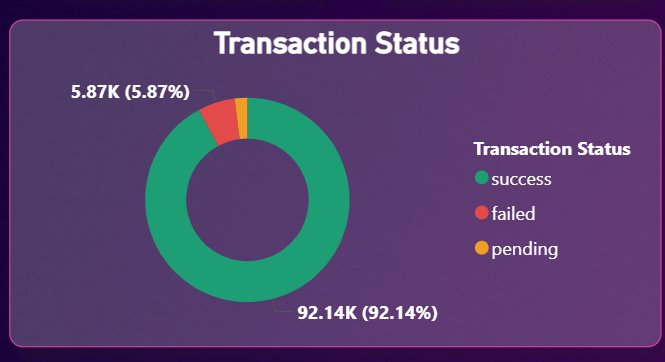 Transaction Status
5.87K (5.87%)
Transaction Status
success
failed
pending
92.14K (92.14%)